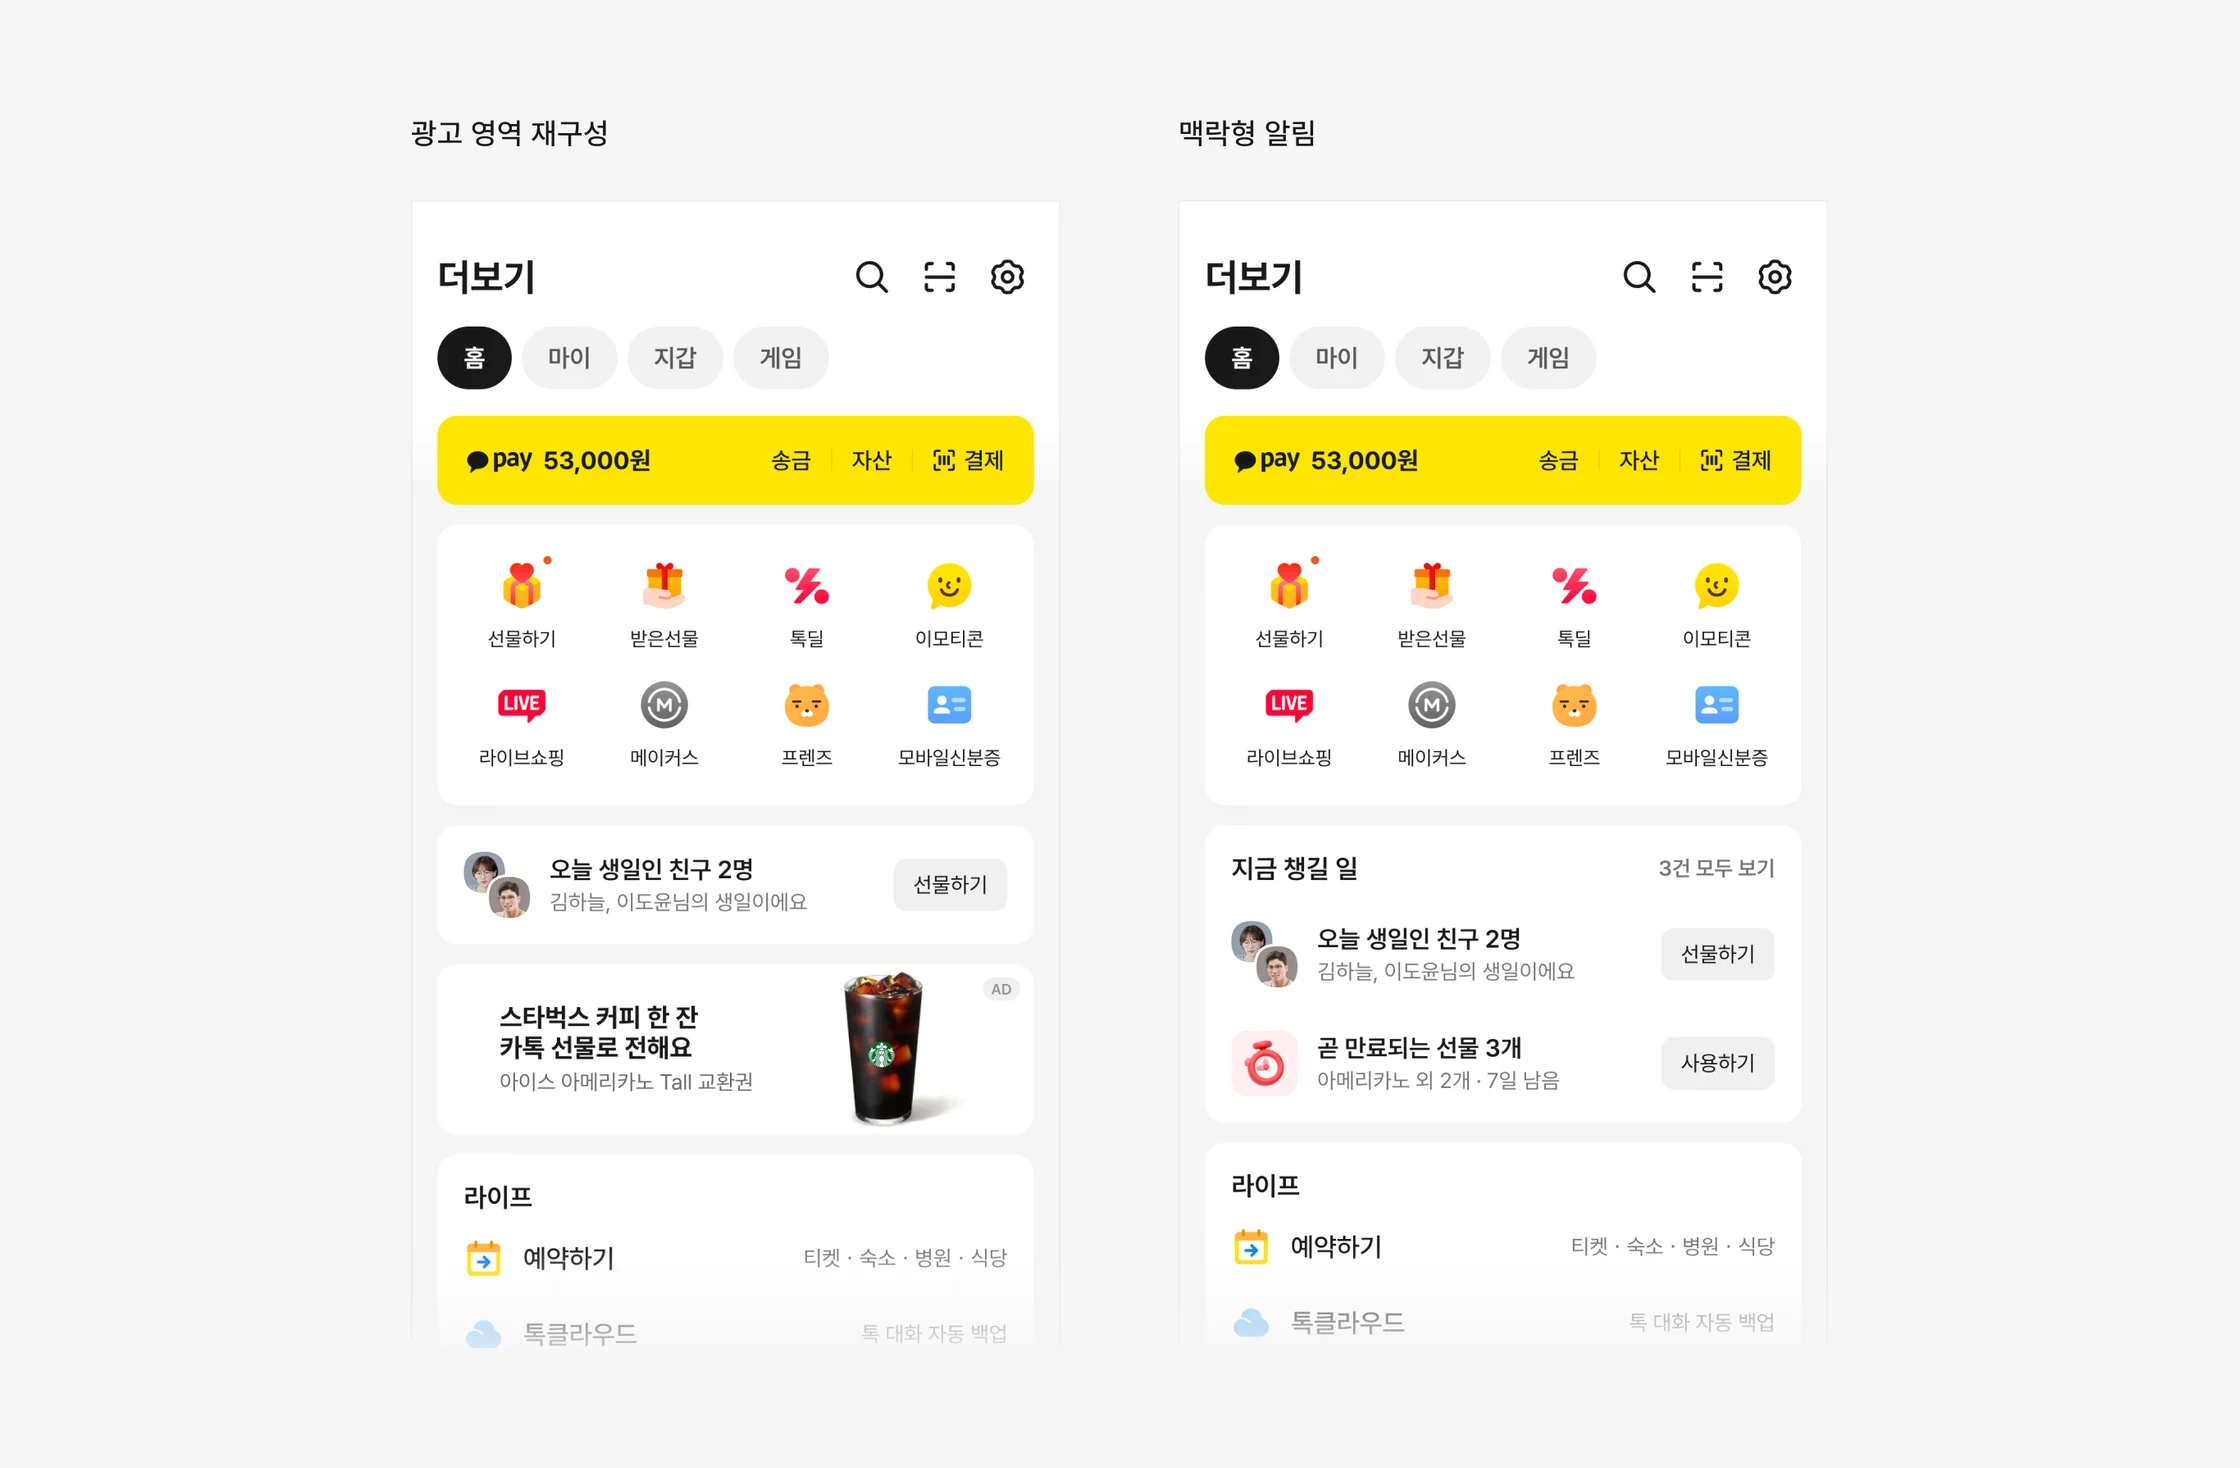 광고 영역 재구성
더보기
홈 마이 지갑 게임
pay 53,000원 송금 자산 결제
선물하기 받은선물 톡딜 이모티콘
LIVE M
라이브쇼핑 메이커스 프렌즈 모바일신분증
오늘 생일인 친구 2명
김하늘, 이도윤님의 생일이에요
선물하기
AD
스타벅스 커피 한 잔
카톡 선물로 전해요
아이스 아메리카노 Tall 교환권
라이프
예약하기 티켓 · 숙소 · 병원 · 식당
톡클라우드 톡 대화 자동 백업
맥락형 알림
더보기
홈 마이 지갑 게임
pay 53,000원 송금 자산 결제
선물하기 받은선물 톡딜 이모티콘
LIVE M
라이브쇼핑 메이커스 프렌즈 모바일신분증
지금 챙길 일 3건 모두 보기
오늘 생일인 친구 2명
김하늘, 이도윤님의 생일이에요
선물하기
곧 만료되는 선물 3개
아메리카노 외 2개 · 7일 남음
사용하기
라이프
예약하기 티켓 · 숙소 · 병원 · 식당
톡클라우드 톡 대화 자동 백업